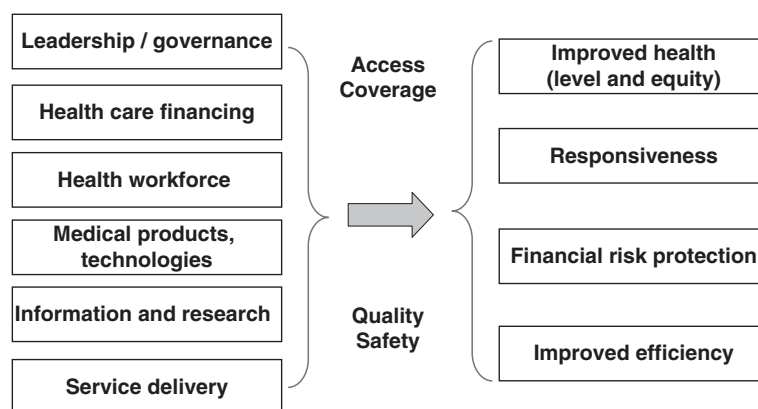 Leadership / governance
Health care financing
Health workforce
Medical products,
technologies
Information and research
Service delivery
Access
Coverage
Quality
Safety
Improved health
(level and equity)
Responsiveness
Financial risk protection
Improved efficiency